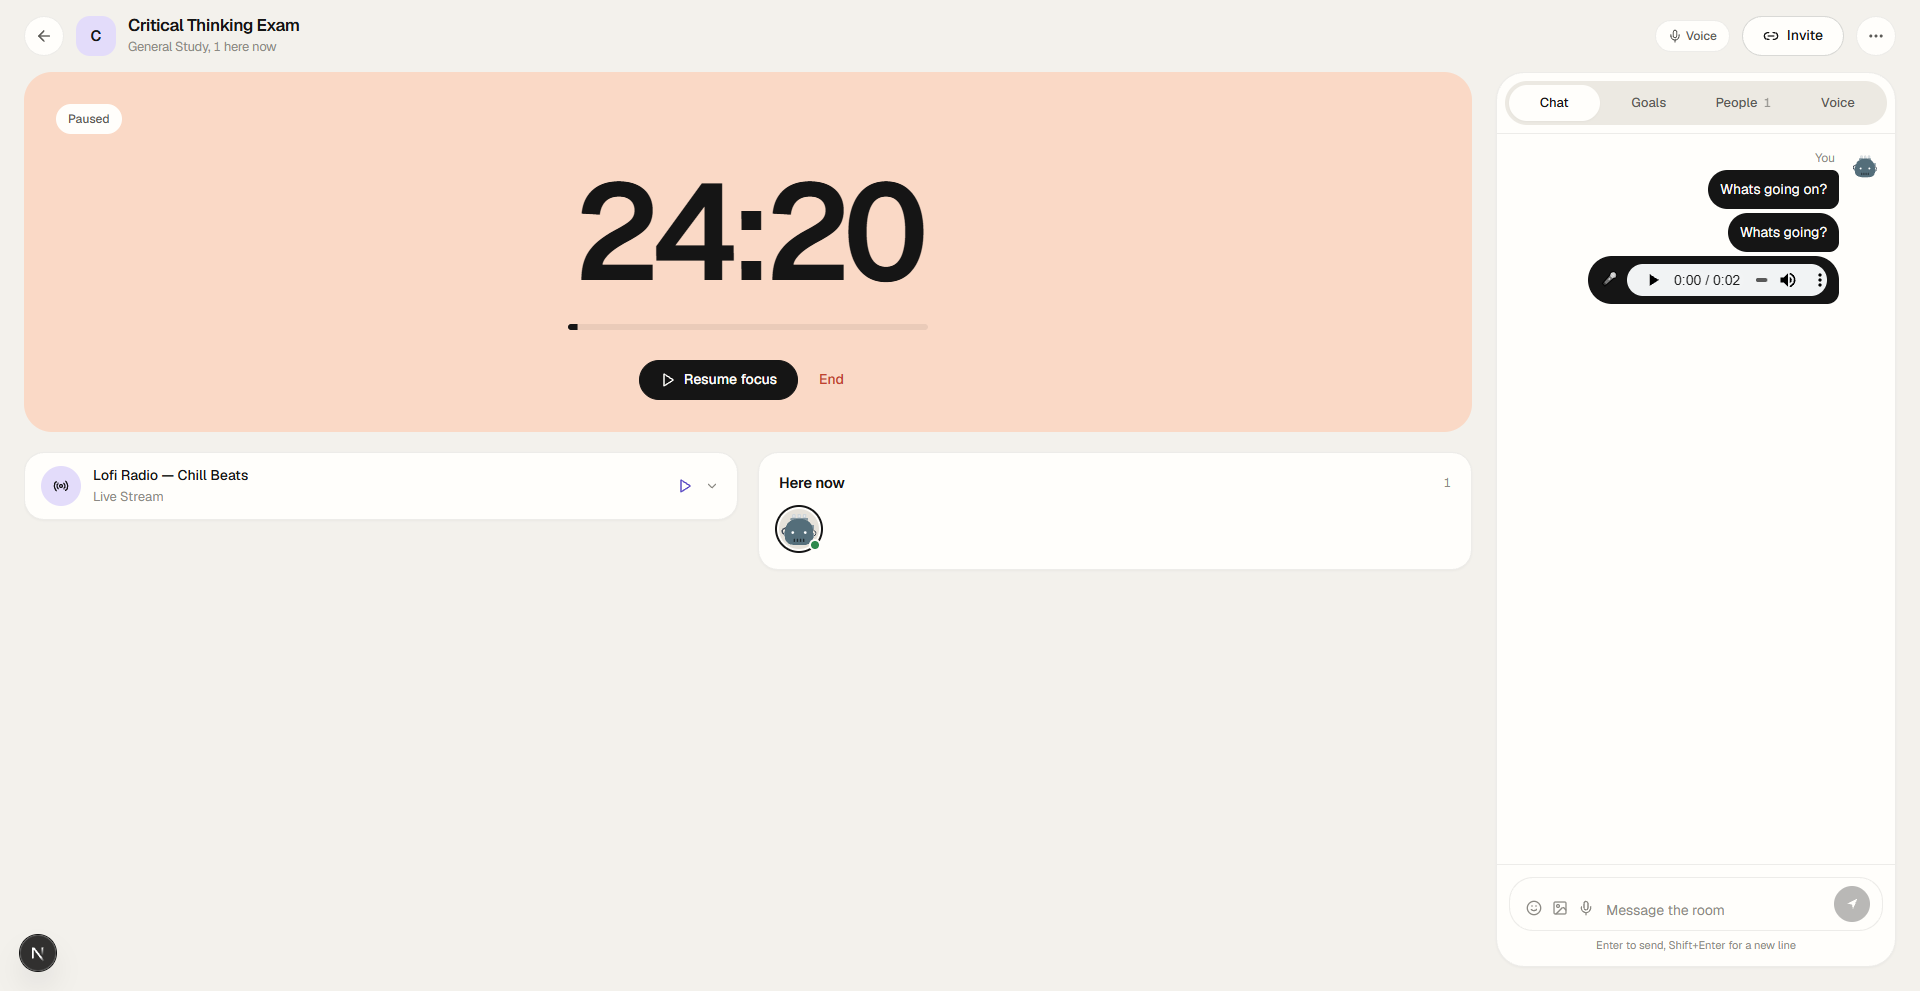 C
Critical Thinking Exam
General Study, 1 here now
Voice
Invite
Paused
24:20
Resume focus
End
Lofi Radio — Chill Beats
Live Stream
Here now
1
Chat
Goals
People 1
Voice
You
Whats going on?
Whats going?
0:00 / 0:02
Message the room
Enter to send, Shift+Enter for a new line
N